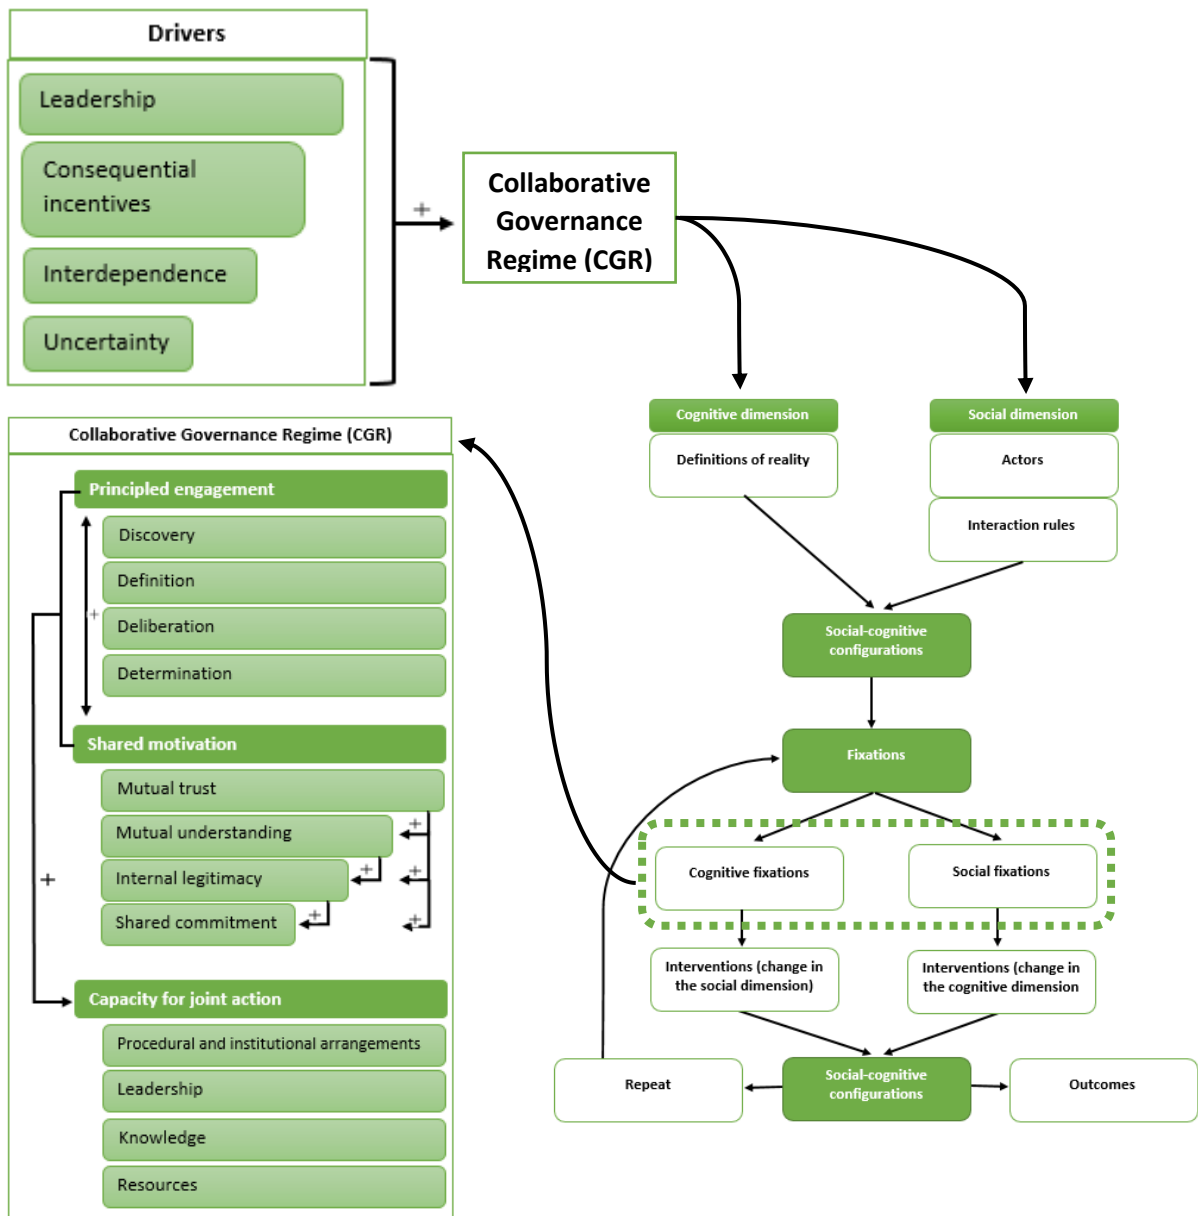 Drivers
Leadership
Consequential
incentives
Interdependence
Uncertainty
+
Collaborative
Governance
Regime (CGR)
Cognitive dimension
Definitions of reality
Social dimension
Actors
Interaction rules
Social-cognitive
configurations
Fixations
Cognitive fixations
Social fixations
Interventions (change in
the social dimension)
Interventions (change in
the cognitive dimension
Repeat
Social-cognitive
configurations
Outcomes
Collaborative Governance Regime (CGR)
Principled engagement
Discovery
Definition
+
Deliberation
Determination
Shared motivation
Mutual trust
Mutual understanding
+
Internal legitimacy
+
+
+
Shared commitment
+
+
Capacity for joint action
Procedural and institutional arrangements
Leadership
Knowledge
Resources